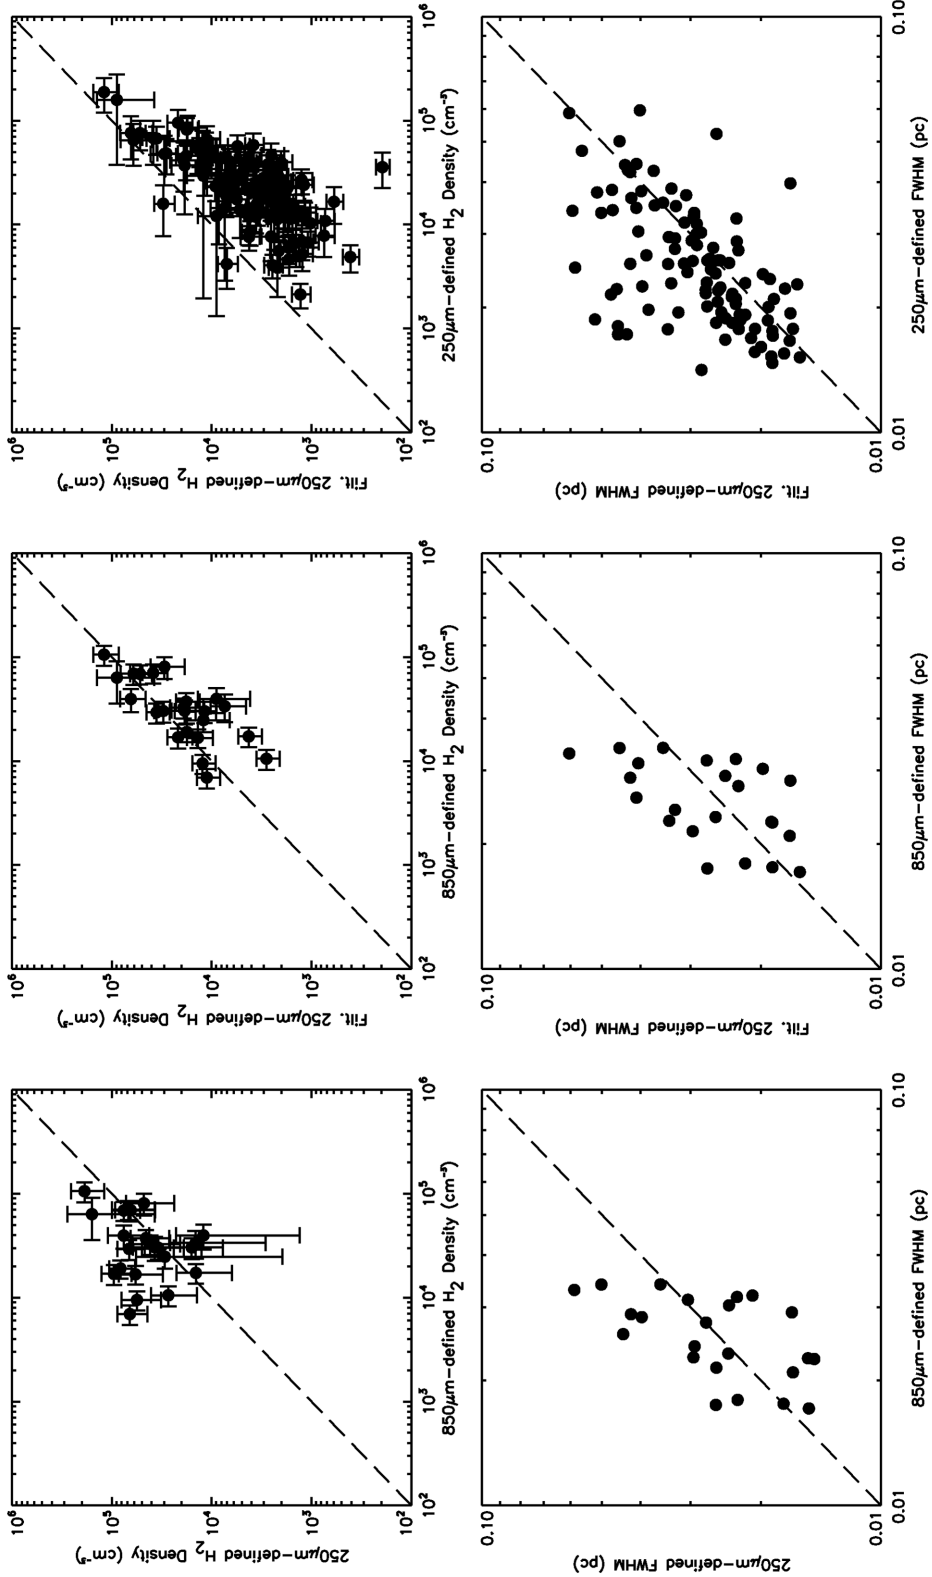 10⁶
10⁵
10⁴
10³
10²
250μm-defined H₂ Density (cm⁻³)
10² 10³ 10⁴ 10⁵ 10⁶
850μm-defined H₂ Density (cm⁻³)
10⁶
10⁵
10⁴
10³
10²
Filt. 250μm-defined H₂ Density (cm⁻³)
10² 10³ 10⁴ 10⁵ 10⁶
850μm-defined H₂ Density (cm⁻³)
10⁶
10⁵
10⁴
10³
10²
Filt. 250μm-defined H₂ Density (cm⁻³)
10² 10³ 10⁴ 10⁵ 10⁶
250μm-defined H₂ Density (cm⁻³)
0.10
0.01
250μm-defined FWHM (pc)
0.01 0.10
850μm-defined FWHM (pc)
0.10
0.01
Filt. 250μm-defined FWHM (pc)
0.01 0.10
850μm-defined FWHM (pc)
0.10
0.01
Filt. 250μm-defined FWHM (pc)
0.01 0.10
250μm-defined FWHM (pc)